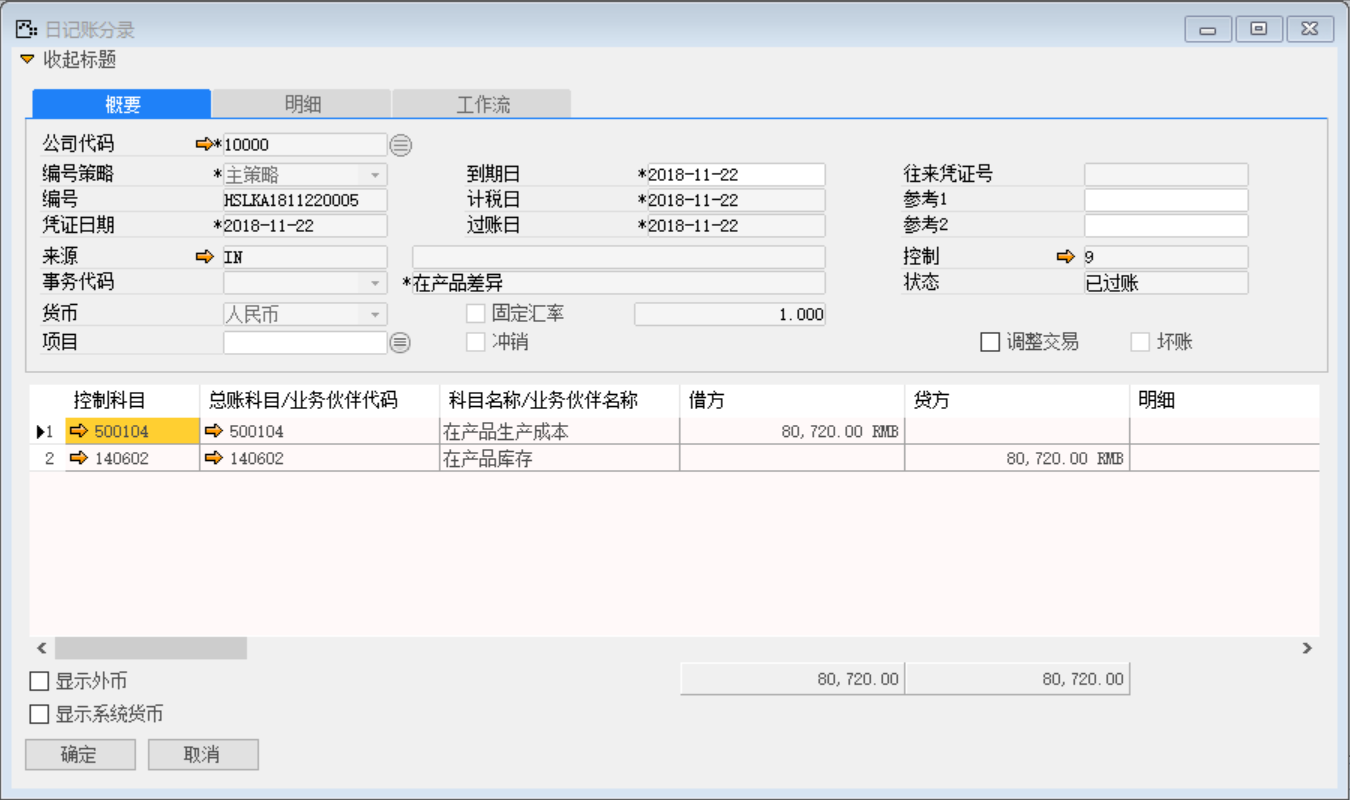 日记账分录
收起标题
概要 明细 工作流
公司代码 *10000
编号策略 *主策略 到期日 *2018-11-22 往来凭证号
编号 HSLKA1811220005 计税日 *2018-11-22 参考1
凭证日期 *2018-11-22 过账日 *2018-11-22 参考2
来源 IN 控制 9
事务代码 *在产品差异 状态 已过账
货币 人民币 固定汇率 1.000
项目 冲销 调整交易 坏账
控制科目 总账科目/业务伙伴代码 科目名称/业务伙伴名称 借方 贷方 明细
1 500104 500104 在产品生产成本 80,720.00 RMB
2 140602 140602 在产品库存 80,720.00 RMB
显示外币 80,720.00 80,720.00
显示系统货币
确定 取消